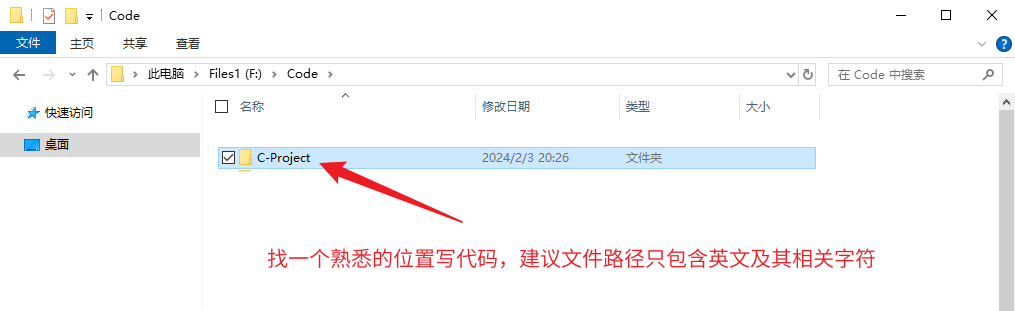 Code
文件 主页 共享 查看
此电脑 Files1 (F:) Code 在 Code 中搜索
快速访问
桌面
名称 修改日期 类型 大小
C-Project 2024/2/3 20:26 文件夹
找一个熟悉的位置写代码，建议文件路径只包含英文及其相关字符